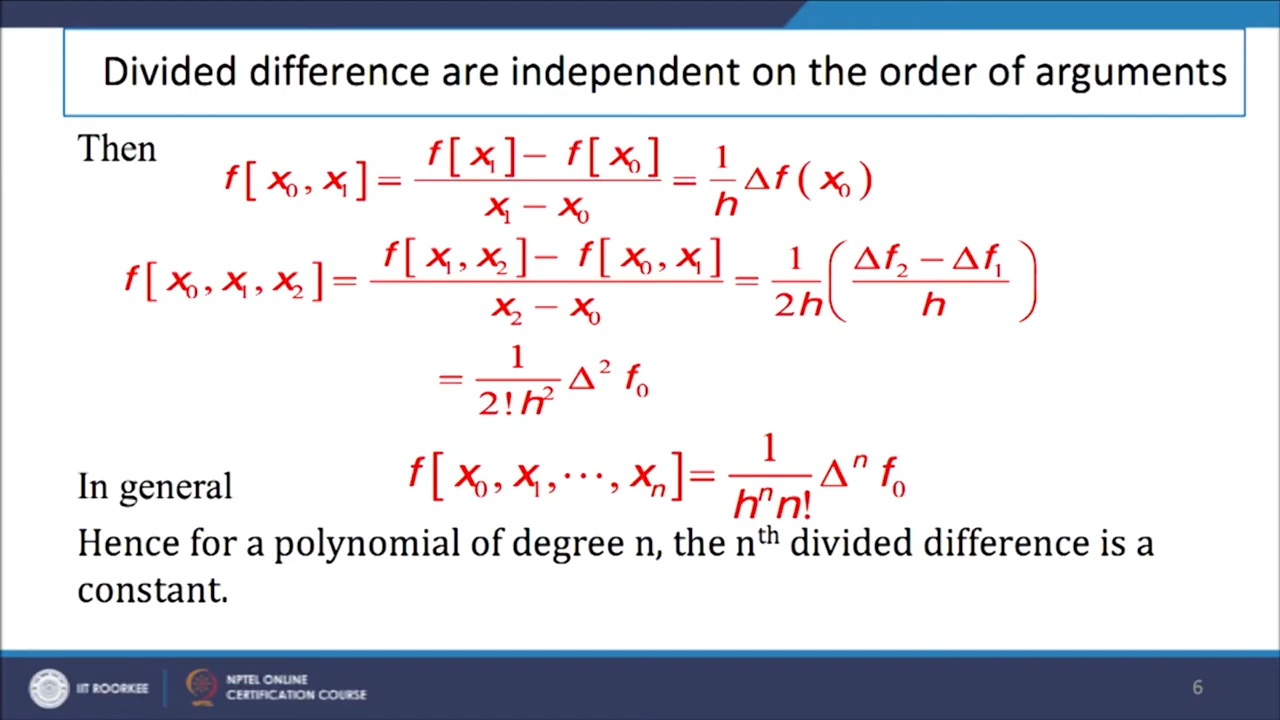 Divided difference are independent on the order of arguments
Then f[x₀, x₁] = (f[x₁] − f[x₀]) / (x₁ − x₀) = (1/h) Δf(x₀)
f[x₀, x₁, x₂] = (f[x₁, x₂] − f[x₀, x₁]) / (x₂ − x₀) = (1/2h) ((Δf₂ − Δf₁) / h)
= (1/2!h²) Δ² f₀
In general f[x₀, x₁, ⋯, xₙ] = (1/hⁿn!) Δⁿ f₀
Hence for a polynomial of degree n, the nᵗʰ divided difference is a
constant.
IIT ROORKEE
NPTEL ONLINE
CERTIFICATION COURSE
6